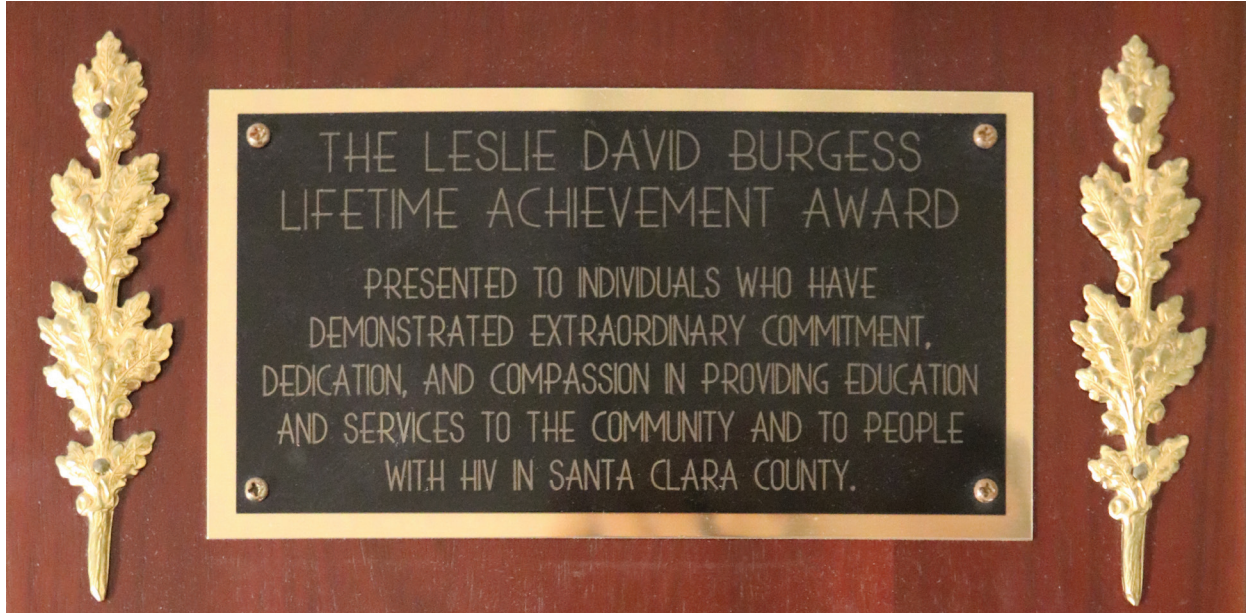 THE LESLIE DAVID BURGESS
LIFETIME ACHIEVEMENT AWARD
PRESENTED TO INDIVIDUALS WHO HAVE
DEMONSTRATED EXTRAORDINARY COMMITMENT,
DEDICATION, AND COMPASSION IN PROVIDING EDUCATION
AND SERVICES TO THE COMMUNITY AND TO PEOPLE
WITH HIV IN SANTA CLARA COUNTY.